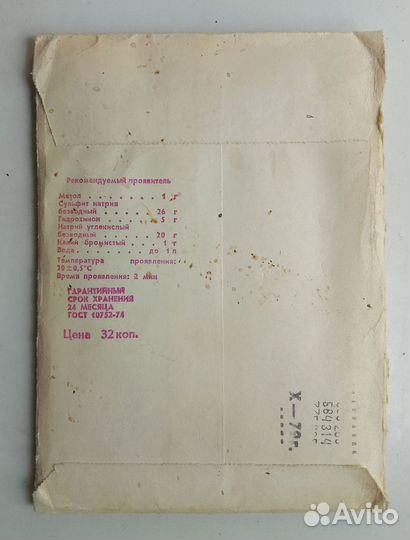 Рекомендуемый проявитель
Метол . . . . . . . 1 г
Сульфит натрия
безводный . . . . . 26 г
Гидрохинон . . . . 5 г
Натрий углекислый
безводный . . . . . 20 г
Калий бромистый . . 1 г
Вода . . . . . . до 1 л
Температура проявления:
20±0,5°С
Время проявления: 2 мин
ГАРАНТИЙНЫЙ
СРОК ХРАНЕНИЯ
24 МЕСЯЦА
ГОСТ 10752-74
Цена 32 коп.
584314
X—79г.
Avito